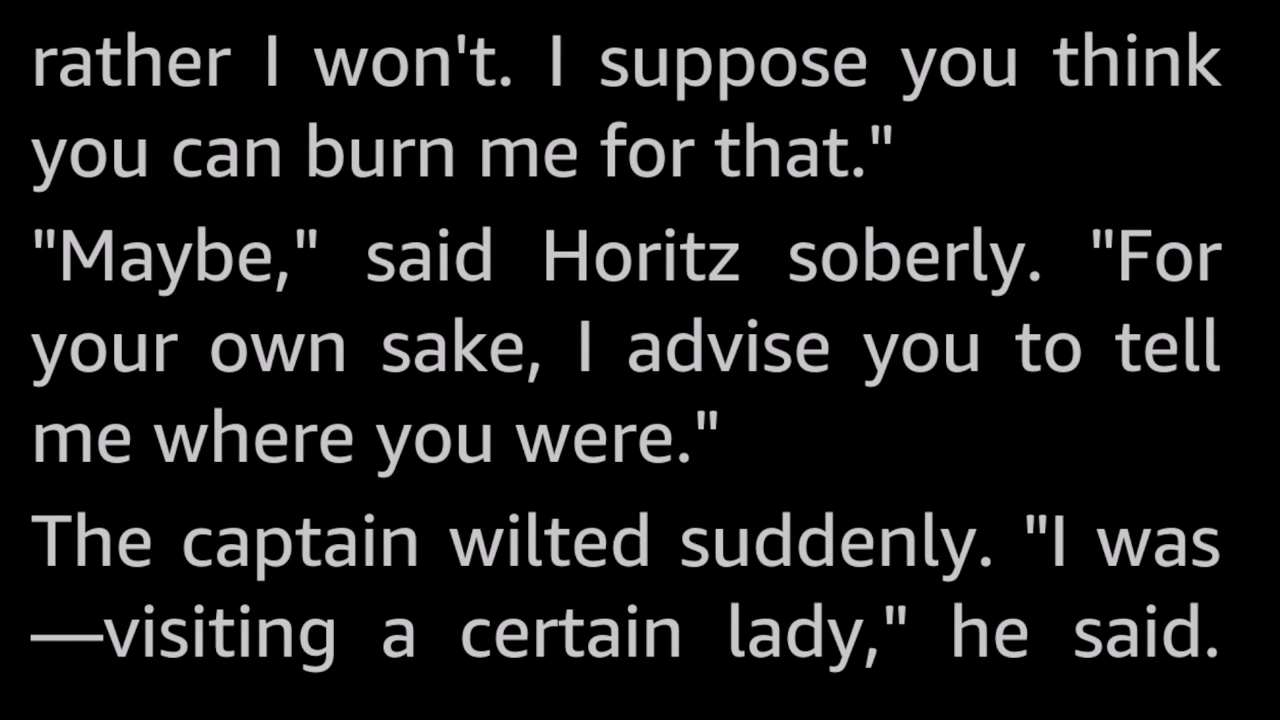 rather I won't. I suppose you think
you can burn me for that."
"Maybe," said Horitz soberly. "For
your own sake, I advise you to tell
me where you were."
The captain wilted suddenly. "I was
—visiting a certain lady," he said.